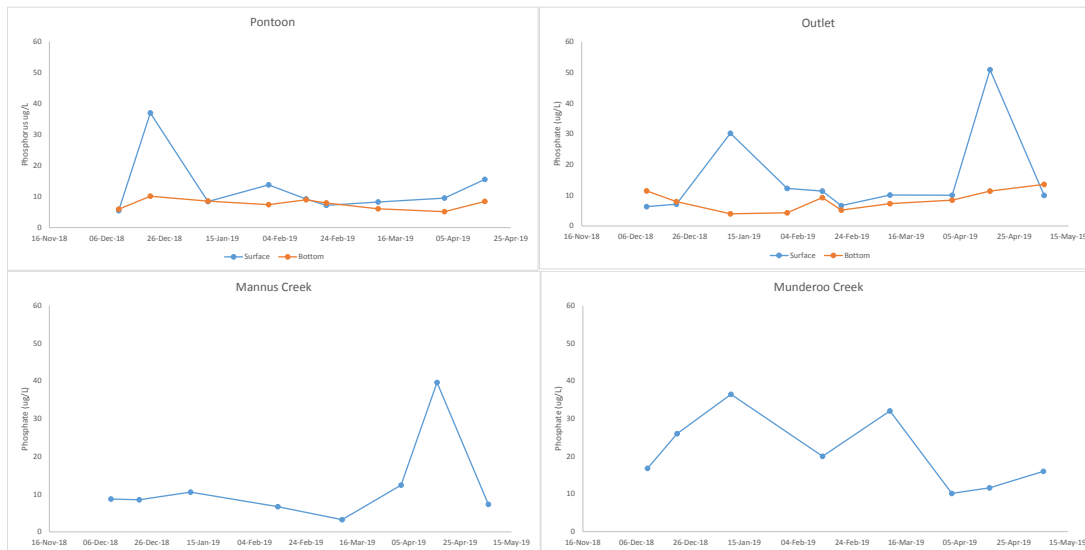 Pontoon
60
50
40
30
20
10
0
Phosphorus ug/L
16-Nov-18 06-Dec-18 26-Dec-18 15-Jan-19 04-Feb-19 24-Feb-19 16-Mar-19 05-Apr-19 25-Apr-19
Surface Bottom
Outlet
60
50
40
30
20
10
0
Phosphate (ug/L)
16-Nov-18 06-Dec-18 26-Dec-18 15-Jan-19 04-Feb-19 24-Feb-19 16-Mar-19 05-Apr-19 25-Apr-19 15-May-19
Surface Bottom
Mannus Creek
60
50
40
30
20
10
0
Phosphate (ug/L)
16-Nov-18 06-Dec-18 26-Dec-18 15-Jan-19 04-Feb-19 24-Feb-19 16-Mar-19 05-Apr-19 25-Apr-19 15-May-19
Munderoo Creek
60
50
40
30
20
10
0
Phosphate (ug/L)
16-Nov-18 06-Dec-18 26-Dec-18 15-Jan-19 04-Feb-19 24-Feb-19 16-Mar-19 05-Apr-19 25-Apr-19 15-May-19